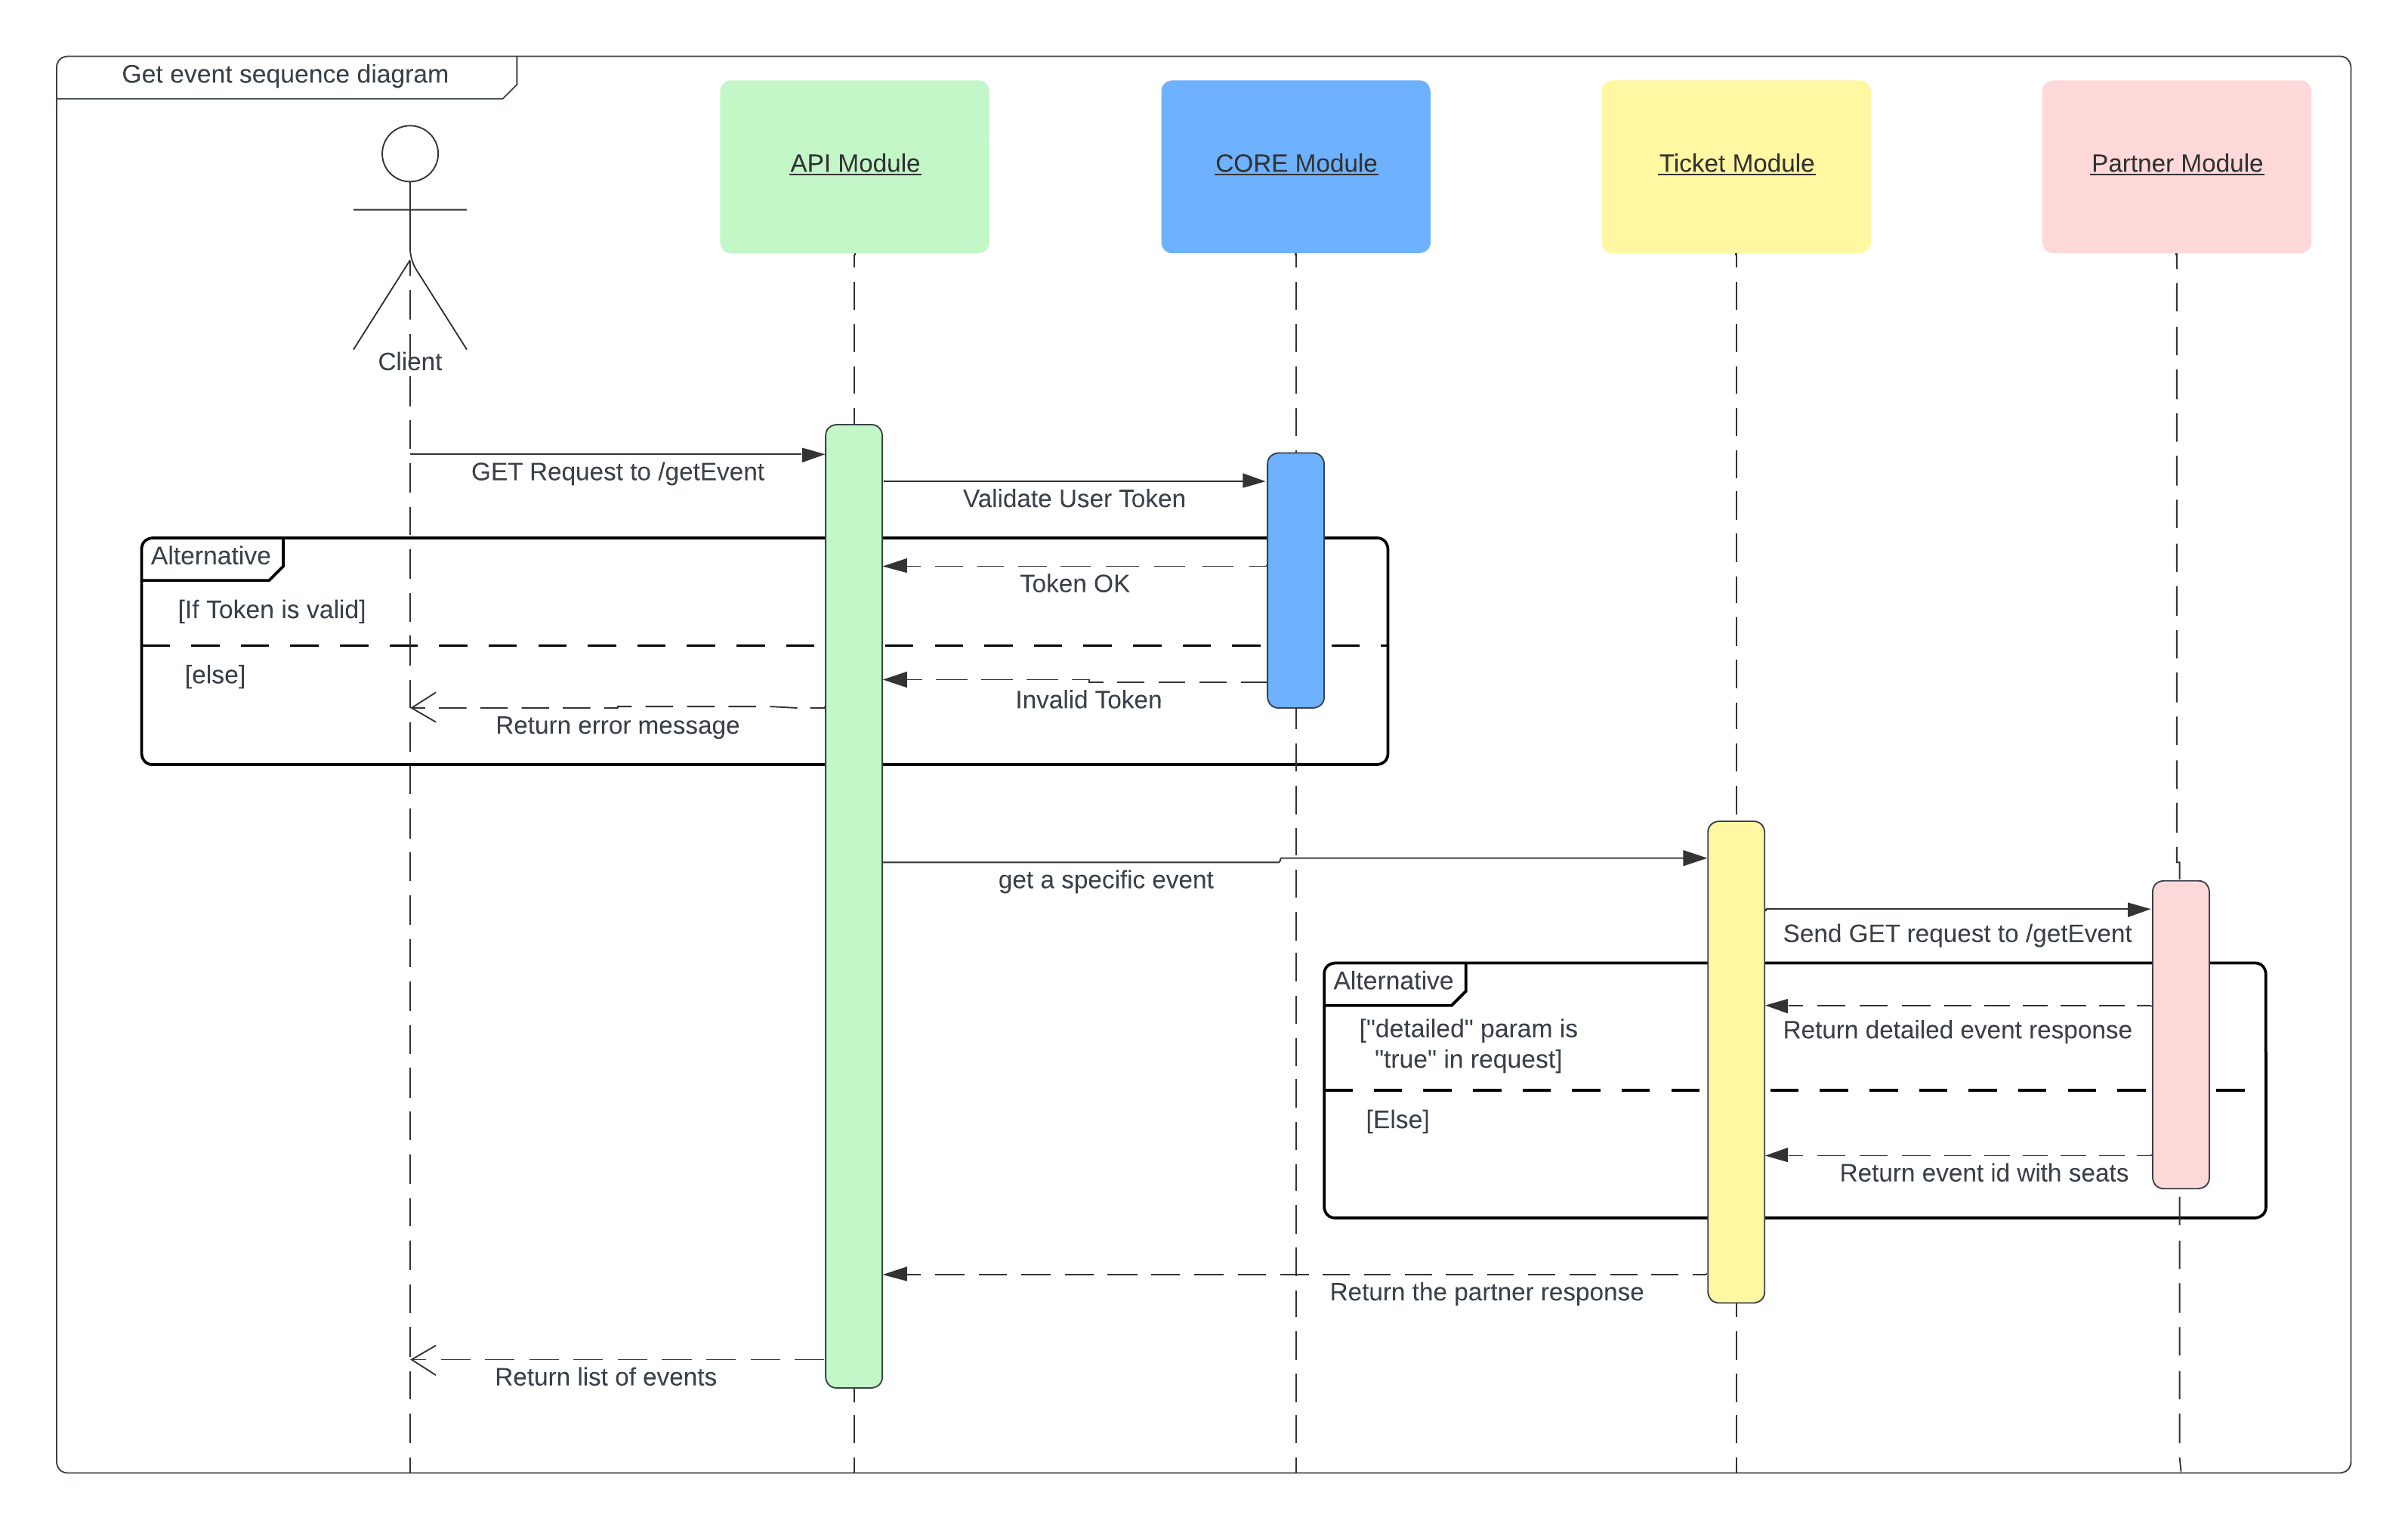 Get event sequence diagram
API Module
CORE Module
Ticket Module
Partner Module
Client
GET Request to /getEvent
Validate User Token
Alternative
Token OK
[If Token is valid]
[else]
Invalid Token
Return error message
get a specific event
Send GET request to /getEvent
Alternative
["detailed" param is
"true" in request]
Return detailed event response
[Else]
Return event id with seats
Return the partner response
Return list of events